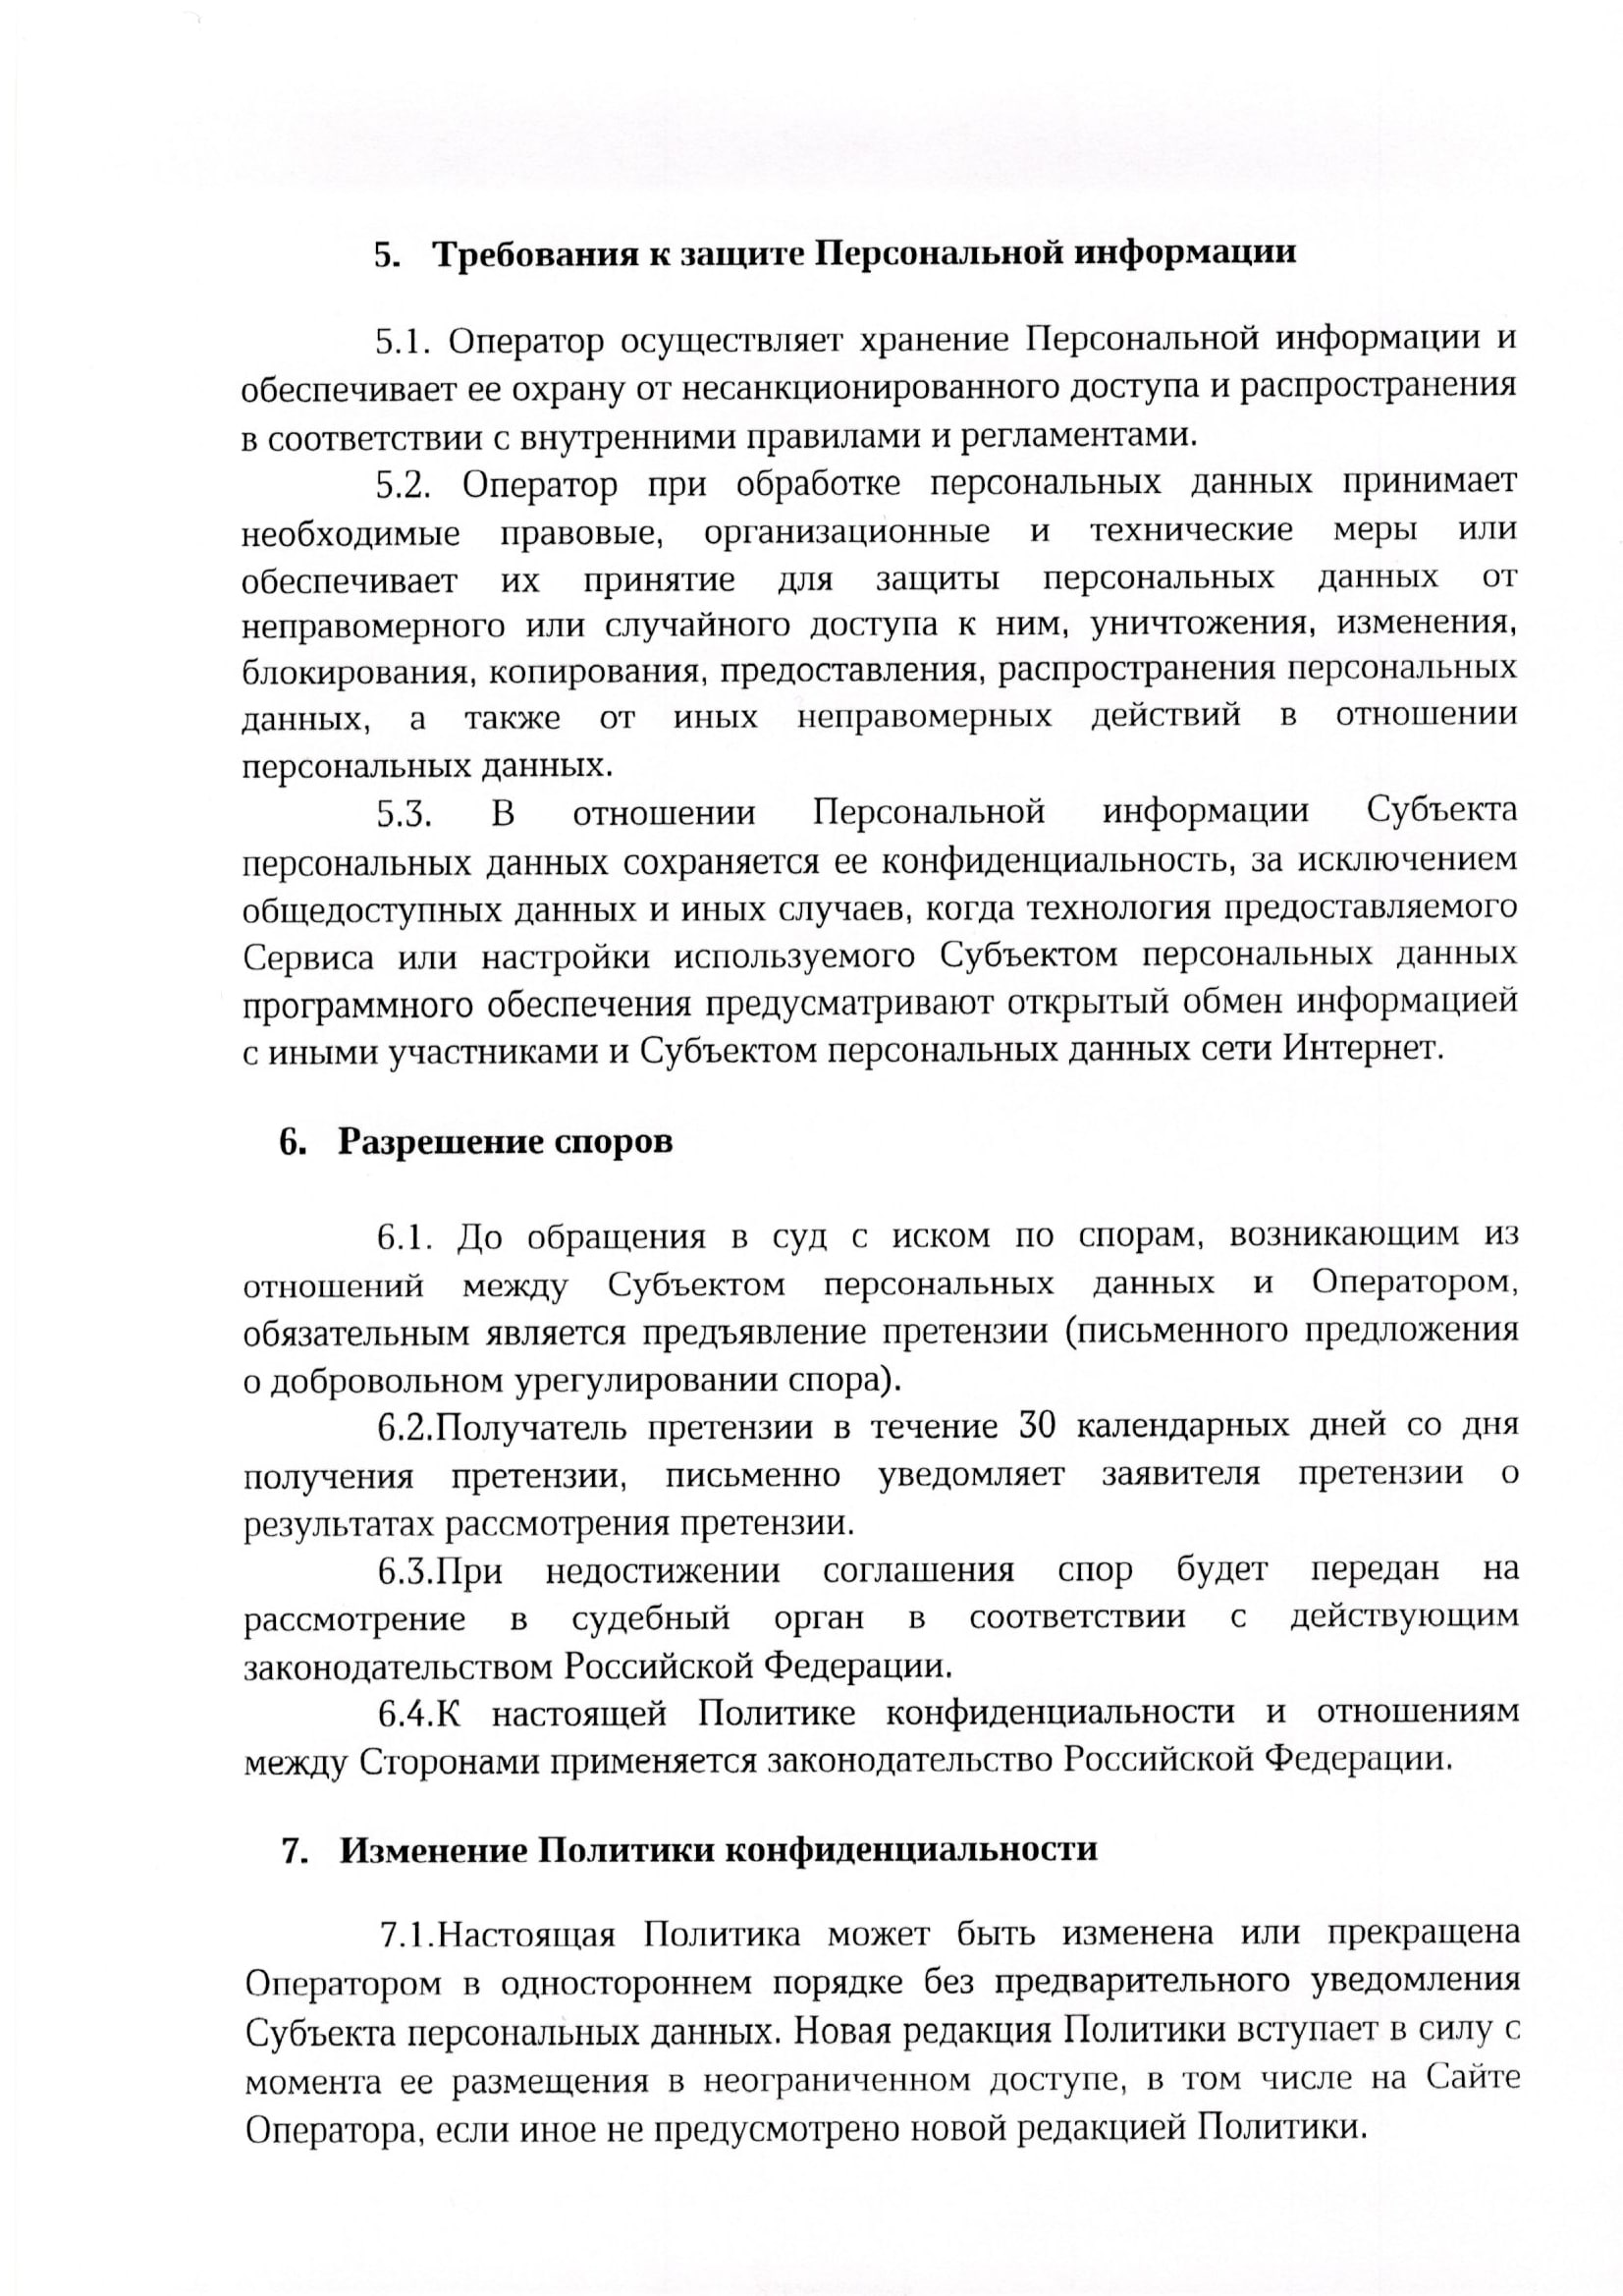 5. Требования к защите Персональной информации
5.1. Оператор осуществляет хранение Персональной информации и
обеспечивает ее охрану от несанкционированного доступа и распространения
в соответствии с внутренними правилами и регламентами.
5.2. Оператор при обработке персональных данных принимает
необходимые правовые, организационные и технические меры или
обеспечивает их принятие для защиты персональных данных от
неправомерного или случайного доступа к ним, уничтожения, изменения,
блокирования, копирования, предоставления, распространения персональных
данных, а также от иных неправомерных действий в отношении
персональных данных.
5.3. В отношении Персональной информации Субъекта
персональных данных сохраняется ее конфиденциальность, за исключением
общедоступных данных и иных случаев, когда технология предоставляемого
Сервиса или настройки используемого Субъектом персональных данных
программного обеспечения предусматривают открытый обмен информацией
с иными участниками и Субъектом персональных данных сети Интернет.
6. Разрешение споров
6.1. До обращения в суд с иском по спорам, возникающим из
отношений между Субъектом персональных данных и Оператором,
обязательным является предъявление претензии (письменного предложения
о добровольном урегулировании спора).
6.2.Получатель претензии в течение 30 календарных дней со дня
получения претензии, письменно уведомляет заявителя претензии о
результатах рассмотрения претензии.
6.3.При недостижении соглашения спор будет передан на
рассмотрение в судебный орган в соответствии с действующим
законодательством Российской Федерации.
6.4.К настоящей Политике конфиденциальности и отношениям
между Сторонами применяется законодательство Российской Федерации.
7. Изменение Политики конфиденциальности
7.1.Настоящая Политика может быть изменена или прекращена
Оператором в одностороннем порядке без предварительного уведомления
Субъекта персональных данных. Новая редакция Политики вступает в силу с
момента ее размещения в неограниченном доступе, в том числе на Сайте
Оператора, если иное не предусмотрено новой редакцией Политики.